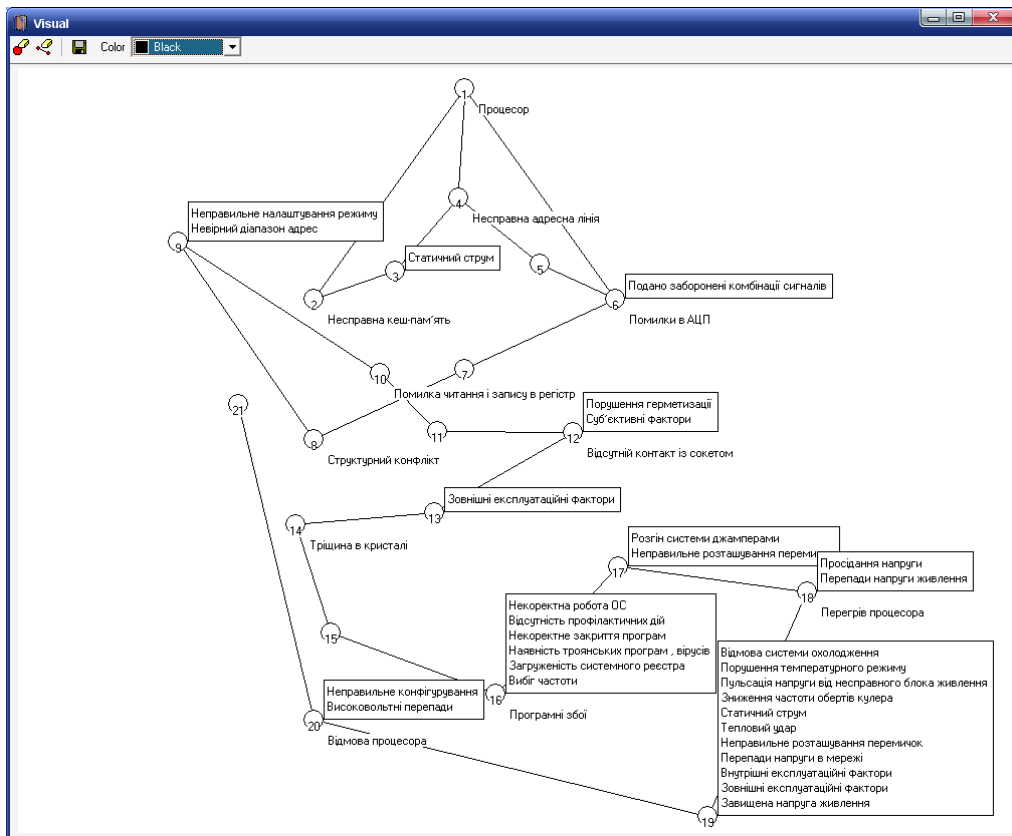 Visual
Color Black
1
Процесор
4
Несправна адресна лінія
Неправильне налаштування режиму
Невірний діапазон адрес
9
Статичний струм
3
5
2
Несправна кеш-пам'ять
Подано заборонені комбінації сигналів
6
Помилки в АЦП
10
7
Помилка читання і запису в регістр
21
8
Структурний конфлікт
11
Порушення герметизації
Суб'єктивні фактори
12
Відсутній контакт із сокетом
Зовнішні експлуатаційні фактори
13
14
Тріщина в кристалі
Розгін системи джамперами
Неправильне розташування переми
17
Просідання напруги
Перепади напруги живлення
18
Перегрів процесора
15
Некоректна робота ОС
Відсутність профілактичних дій
Некоректне закриття програм
Наявність троянських програм , вірусів
Загруженість системного реєстра
Вибіг частоти
16
Програмні збої
Неправильне конфігурування
Високовольтні перепади
20
Відмова процесора
Відмова системи охолодження
Порушення температурного режиму
Пульсація напруги від несправного блока живлення
Зниження частоти обертів кулера
Статичний струм
Тепловий удар
Неправильне розташування перемичок
Перепади напруги в мережі
Внутрішні експлуатаційні фактори
Зовнішні експлуатаційні фактори
Завищена напруга живлення
19